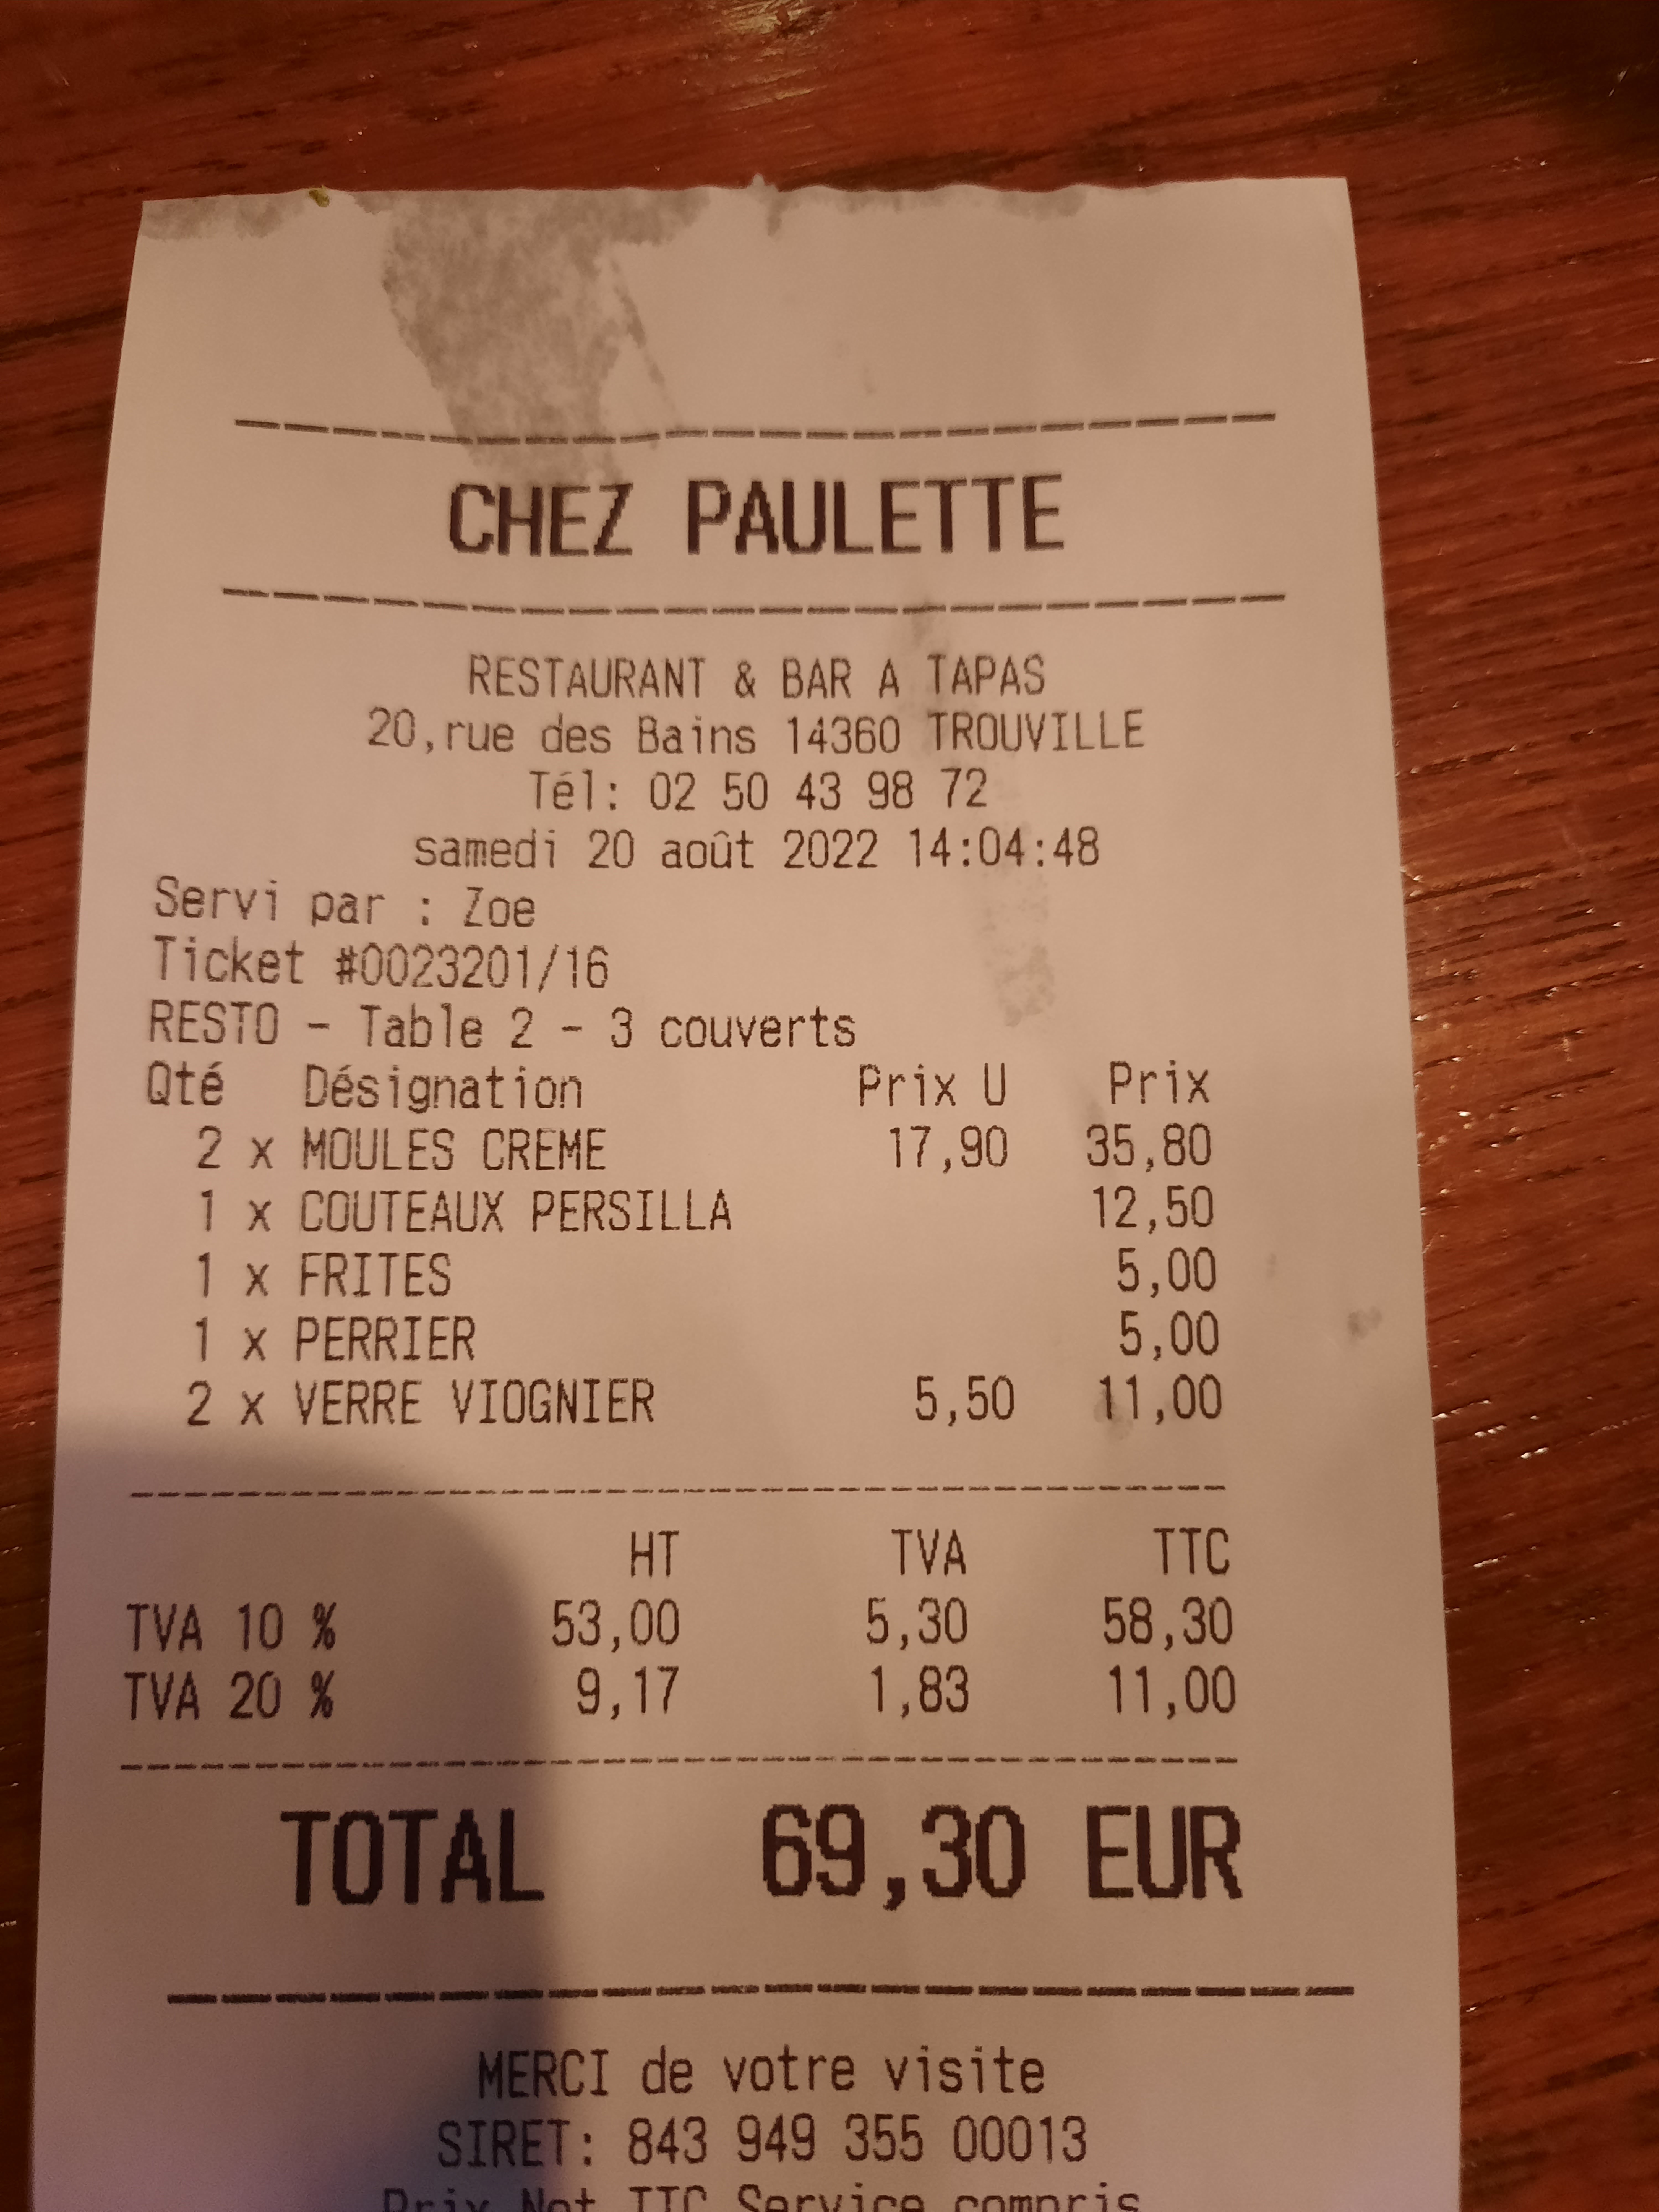 CHEZ PAULETTE
RESTAURANT & BAR A TAPAS
20,rue des Bains 14360 TROUVILLE
Tél: 02 50 43 98 72
samedi 20 août 2022 14:04:48
Servi par : Zoe
Ticket #0023201/16
RESTO - Table 2 - 3 couverts
Qté Désignation Prix U Prix
2 x MOULES CREME 17,90 35,80
1 x COUTEAUX PERSILLA 12,50
1 x FRITES 5,00
1 x PERRIER 5,00
2 x VERRE VIOGNIER 5,50 11,00
HT TVA TTC
TVA 10 % 53,00 5,30 58,30
TVA 20 % 9,17 1,83 11,00
TOTAL 69,30 EUR
MERCI de votre visite
SIRET: 843 949 355 00013
Prix Net TTC Service compris